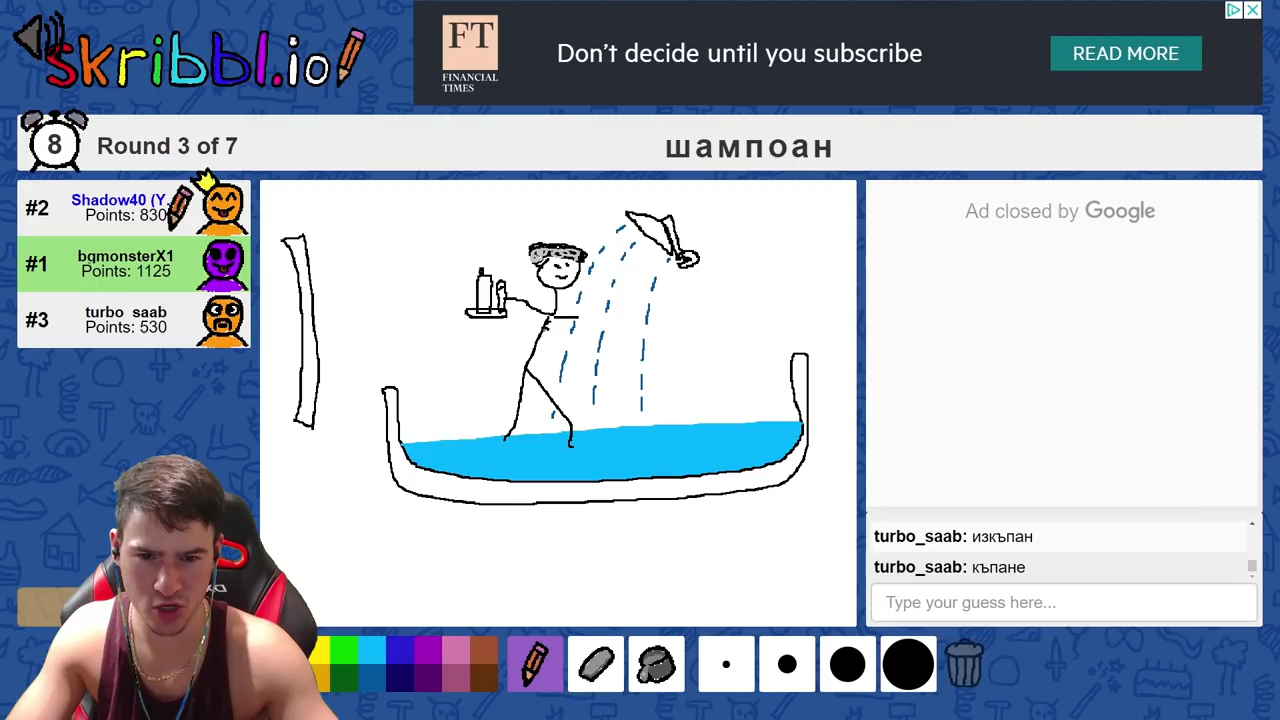 skribbl.io
FT
FINANCIAL
TIMES
Don't decide until you subscribe
READ MORE
8
Round 3 of 7
шампоан
#2
Shadow40 (Y
Points: 830
#1
bgmonsterX1
Points: 1125
#3
turbo_saab
Points: 530
Ad closed by Google
turbo_saab: изкъпан
turbo_saab: къпане
Type your guess here...